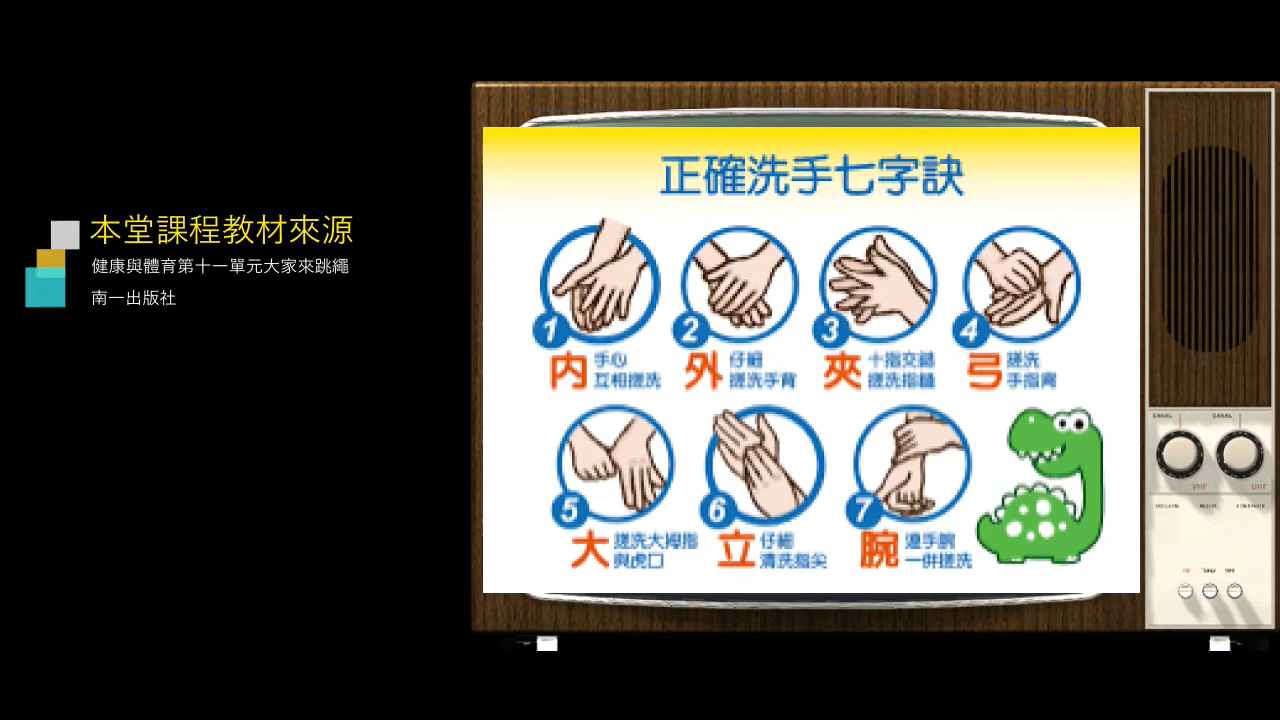 本堂課程教材來源
健康與體育第十一單元大家來跳繩
南一出版社
正確洗手七字訣
1
內 手心
互相搓洗
2
外 仔細
搓洗手背
3
夾 十指交錯
搓洗指縫
4
弓 搓洗
手指背
5
大 搓洗大拇指
與虎口
6
立 仔細
清洗指尖
7
腕 連手腕
一併搓洗
VHF
UHF